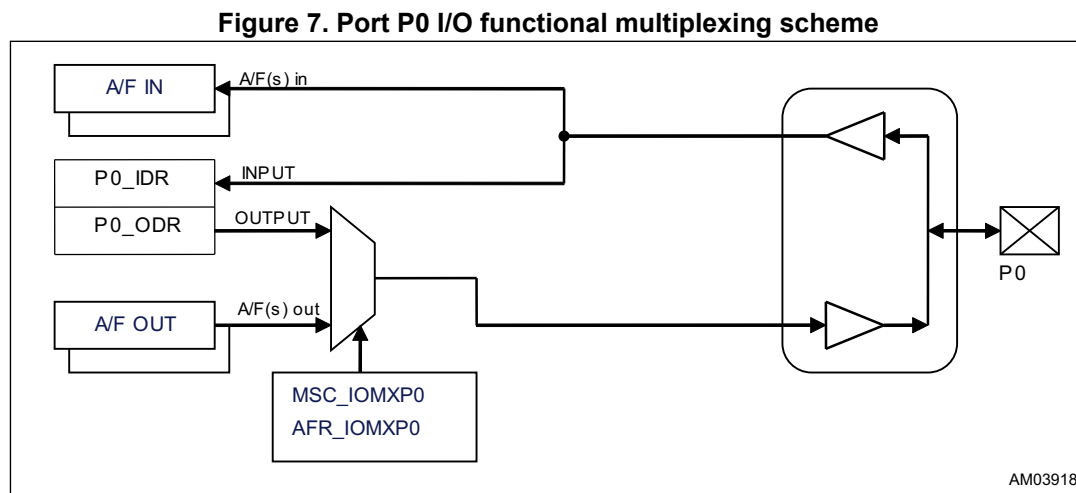 Figure 7. Port P0 I/O functional multiplexing scheme
A/F IN
A/F(s) in
P0_IDR
INPUT
P0_ODR
OUTPUT
P0
A/F OUT
A/F(s) out
MSC_IOMXP0
AFR_IOMXP0
AM03918